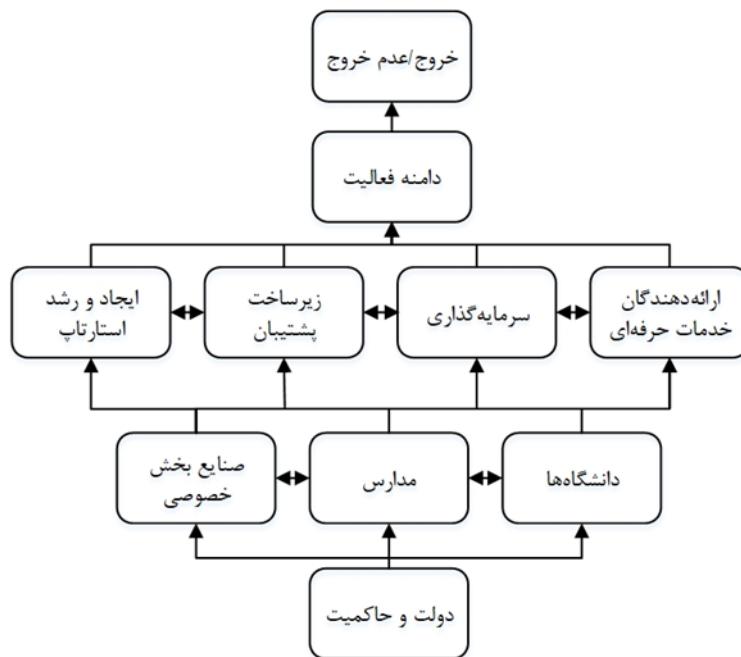 خروج/عدم خروج
دامنه فعالیت
ارائه‌دهندگان
خدمات حرفه‌ای
سرمایه‌گذاری
زیرساخت
پشتیبان
ایجاد و رشد
استارتاپ
دانشگاه‌ها
مدارس
صنایع بخش
خصوصی
دولت و حاکمیت